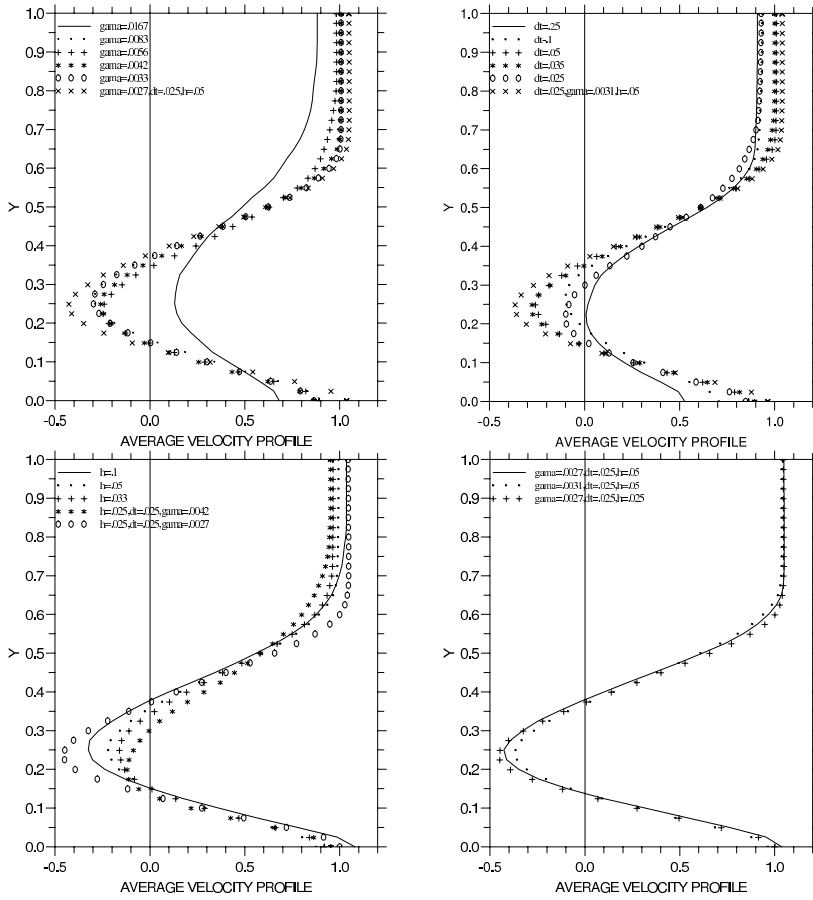 1.0
0.9
0.8
0.7
0.6
0.5
0.4
0.3
0.2
0.1
0.0
Y
gama=.0167
gama=.0083
gama=.0056
gama=.0042
gama=.0033
gama=.0027,dt=.025,h=.05
-0.5
0.0
0.5
1.0
AVERAGE VELOCITY PROFILE
1.0
0.9
0.8
0.7
0.6
0.5
0.4
0.3
0.2
0.1
0.0
Y
dt=.25
dt=.1
dt=.05
dt=.035
dt=.025
dt=.025,gama=.0031,h=.05
-0.5
0.0
0.5
1.0
AVERAGE VELOCITY PROFILE
1.0
0.9
0.8
0.7
0.6
0.5
0.4
0.3
0.2
0.1
0.0
Y
h=.1
h=.05
h=.033
h=.025,dt=.025,gama=.0042
h=.025,dt=.025,gama=.0027
-0.5
0.0
0.5
1.0
AVERAGE VELOCITY PROFILE
1.0
0.9
0.8
0.7
0.6
0.5
0.4
0.3
0.2
0.1
0.0
Y
gama=.0027,dt=.025,h=.05
gama=.0031,dt=.025,h=.05
gama=.0027,dt=.025,h=.025
-0.5
0.0
0.5
1.0
AVERAGE VELOCITY PROFILE